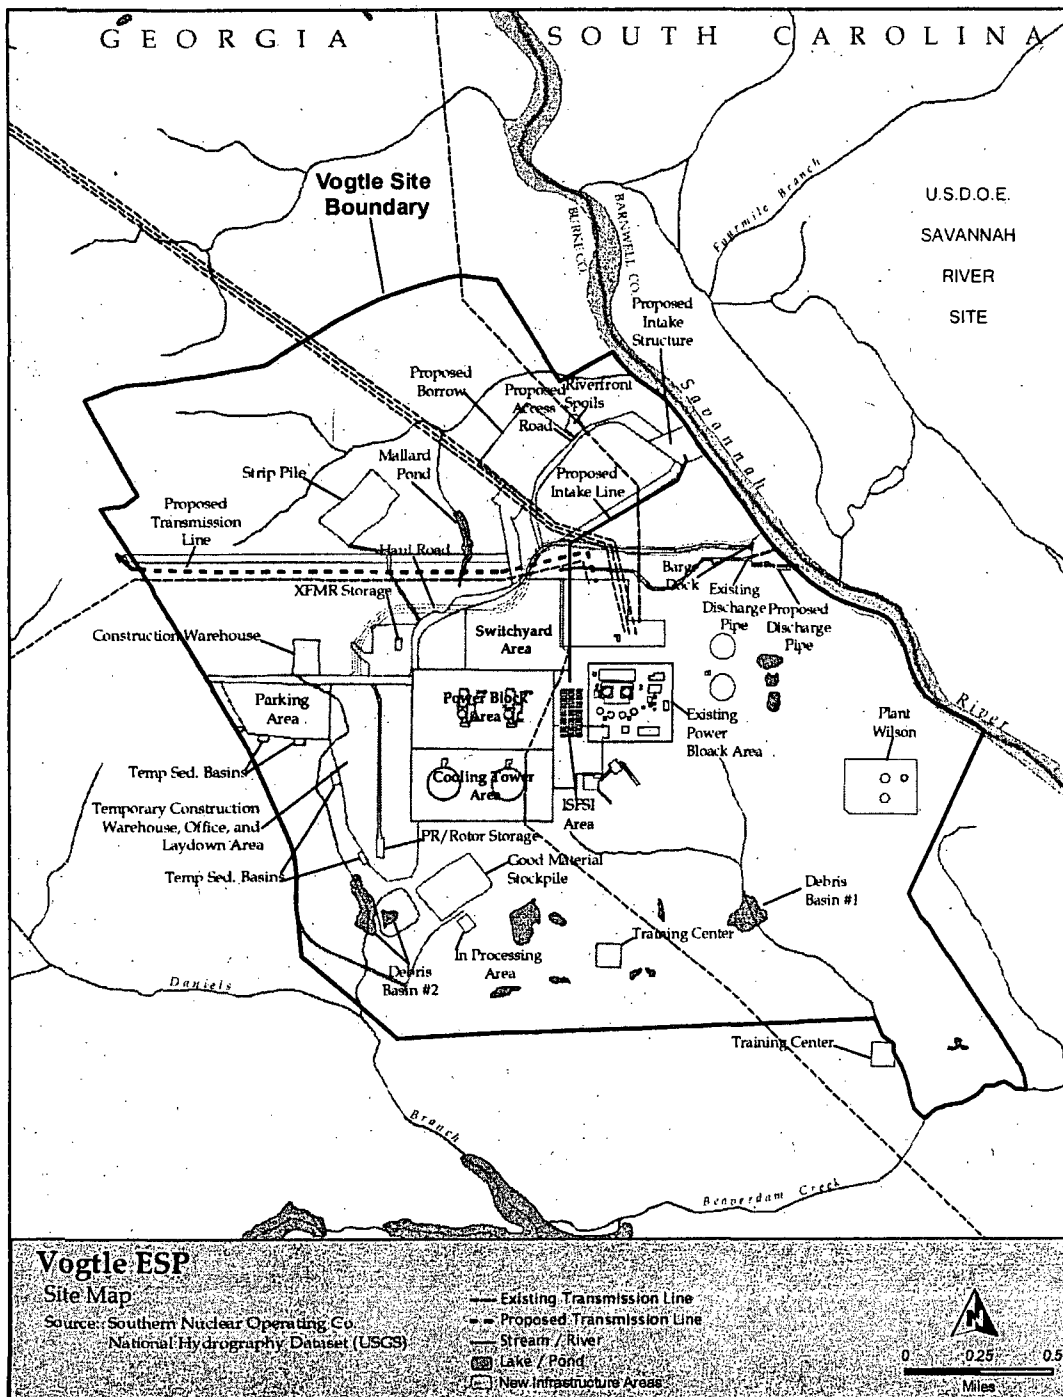 GEORGIA
SOUTH CAROLINA
Vogtle Site
Boundary
BURKE CO.
BARNWELL CO.
Fourmile Branch
U.S.D.O.E.
SAVANNAH
RIVER
SITE
Proposed
Intake
Structure
Proposed
Borrow
Proposed
Access
Road
Riverfront
Spoils
Savannah
River
Mallard
Pond
Strip Pile
Proposed
Intake Line
Proposed
Transmission
Line
Haul Road
XFMR Storage
Barge
Dock
Existing
Discharge
Pipe
Proposed
Discharge
Pipe
Construction Warehouse
Switchyard
Area
Parking
Area
Power Block
Area
Existing
Power
Bloack Area
Plant
Wilson
Temp Sed. Basins
Cooling Tower
Area
ISFSI
Area
Temporary Construction
Warehouse, Office, and
Laydown Area
PR/Rotor Storage
Temp Sed. Basins
Good Material
Stockpile
Debris
Basin #1
Training Center
In Processing
Area
Debris
Basin #2
Daniels
Branch
Training Center
Beaverdam Creek
Vogtle ESP
Site Map
Source: Southern Nuclear Operating Co.
National Hydrography Dataset (USGS)
Existing Transmission Line
Proposed Transmission Line
Stream / River
Lake / Pond
New Infrastructure Areas
N
0 0.25 0.5
Miles